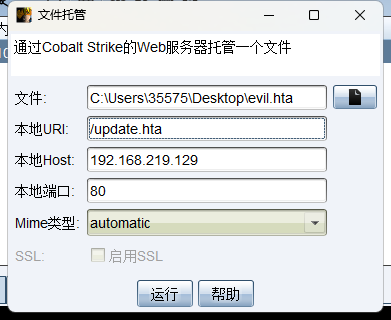 文件托管
通过Cobalt Strike的Web服务器托管一个文件
文件: C:\Users\35575\Desktop\evil.hta
本地URI: /update.hta
本地Host: 192.168.219.129
本地端口: 80
Mime类型: automatic
SSL: 启用SSL
运行 帮助